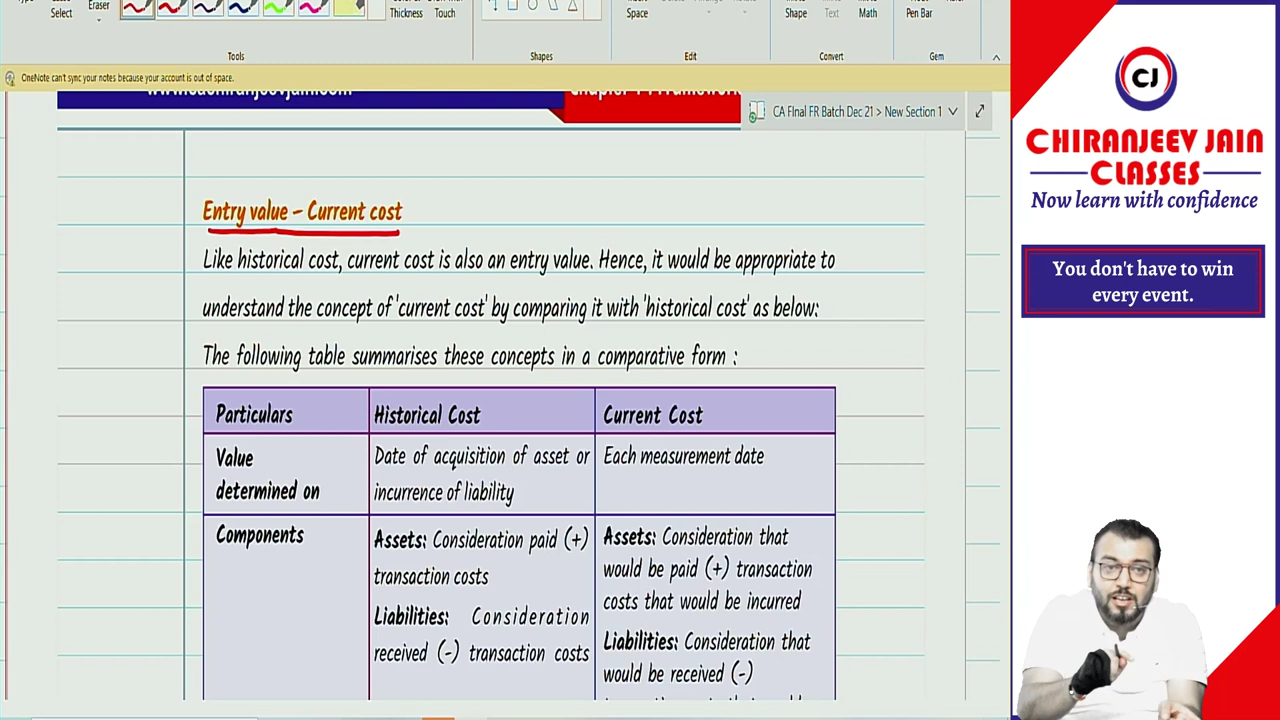 Select
Eraser
Thickness
Touch
Space
Shape
Text
Math
Pen Bar
Tools
Shapes
Edit
Convert
Gem
OneNote can't sync your notes because your account is out of space.
CA FInal FR Batch Dec 21 > New Section 1
Entry value – Current cost
Like historical cost, current cost is also an entry value. Hence, it would be appropriate to
understand the concept of 'current cost' by comparing it with 'historical cost' as below:
The following table summarises these concepts in a comparative form :
Particulars
Historical Cost
Current Cost
Value
determined on
Date of acquisition of asset or
incurrence of liability
Each measurement date
Components
Assets: Consideration paid (+)
transaction costs
Liabilities: Consideration
received (-) transaction costs
Assets: Consideration that
would be paid (+) transaction
costs that would be incurred
Liabilities: Consideration that
would be received (-)
CJ
CHIRANJEEV JAIN
CLASSES
Now learn with confidence
You don't have to win
every event.